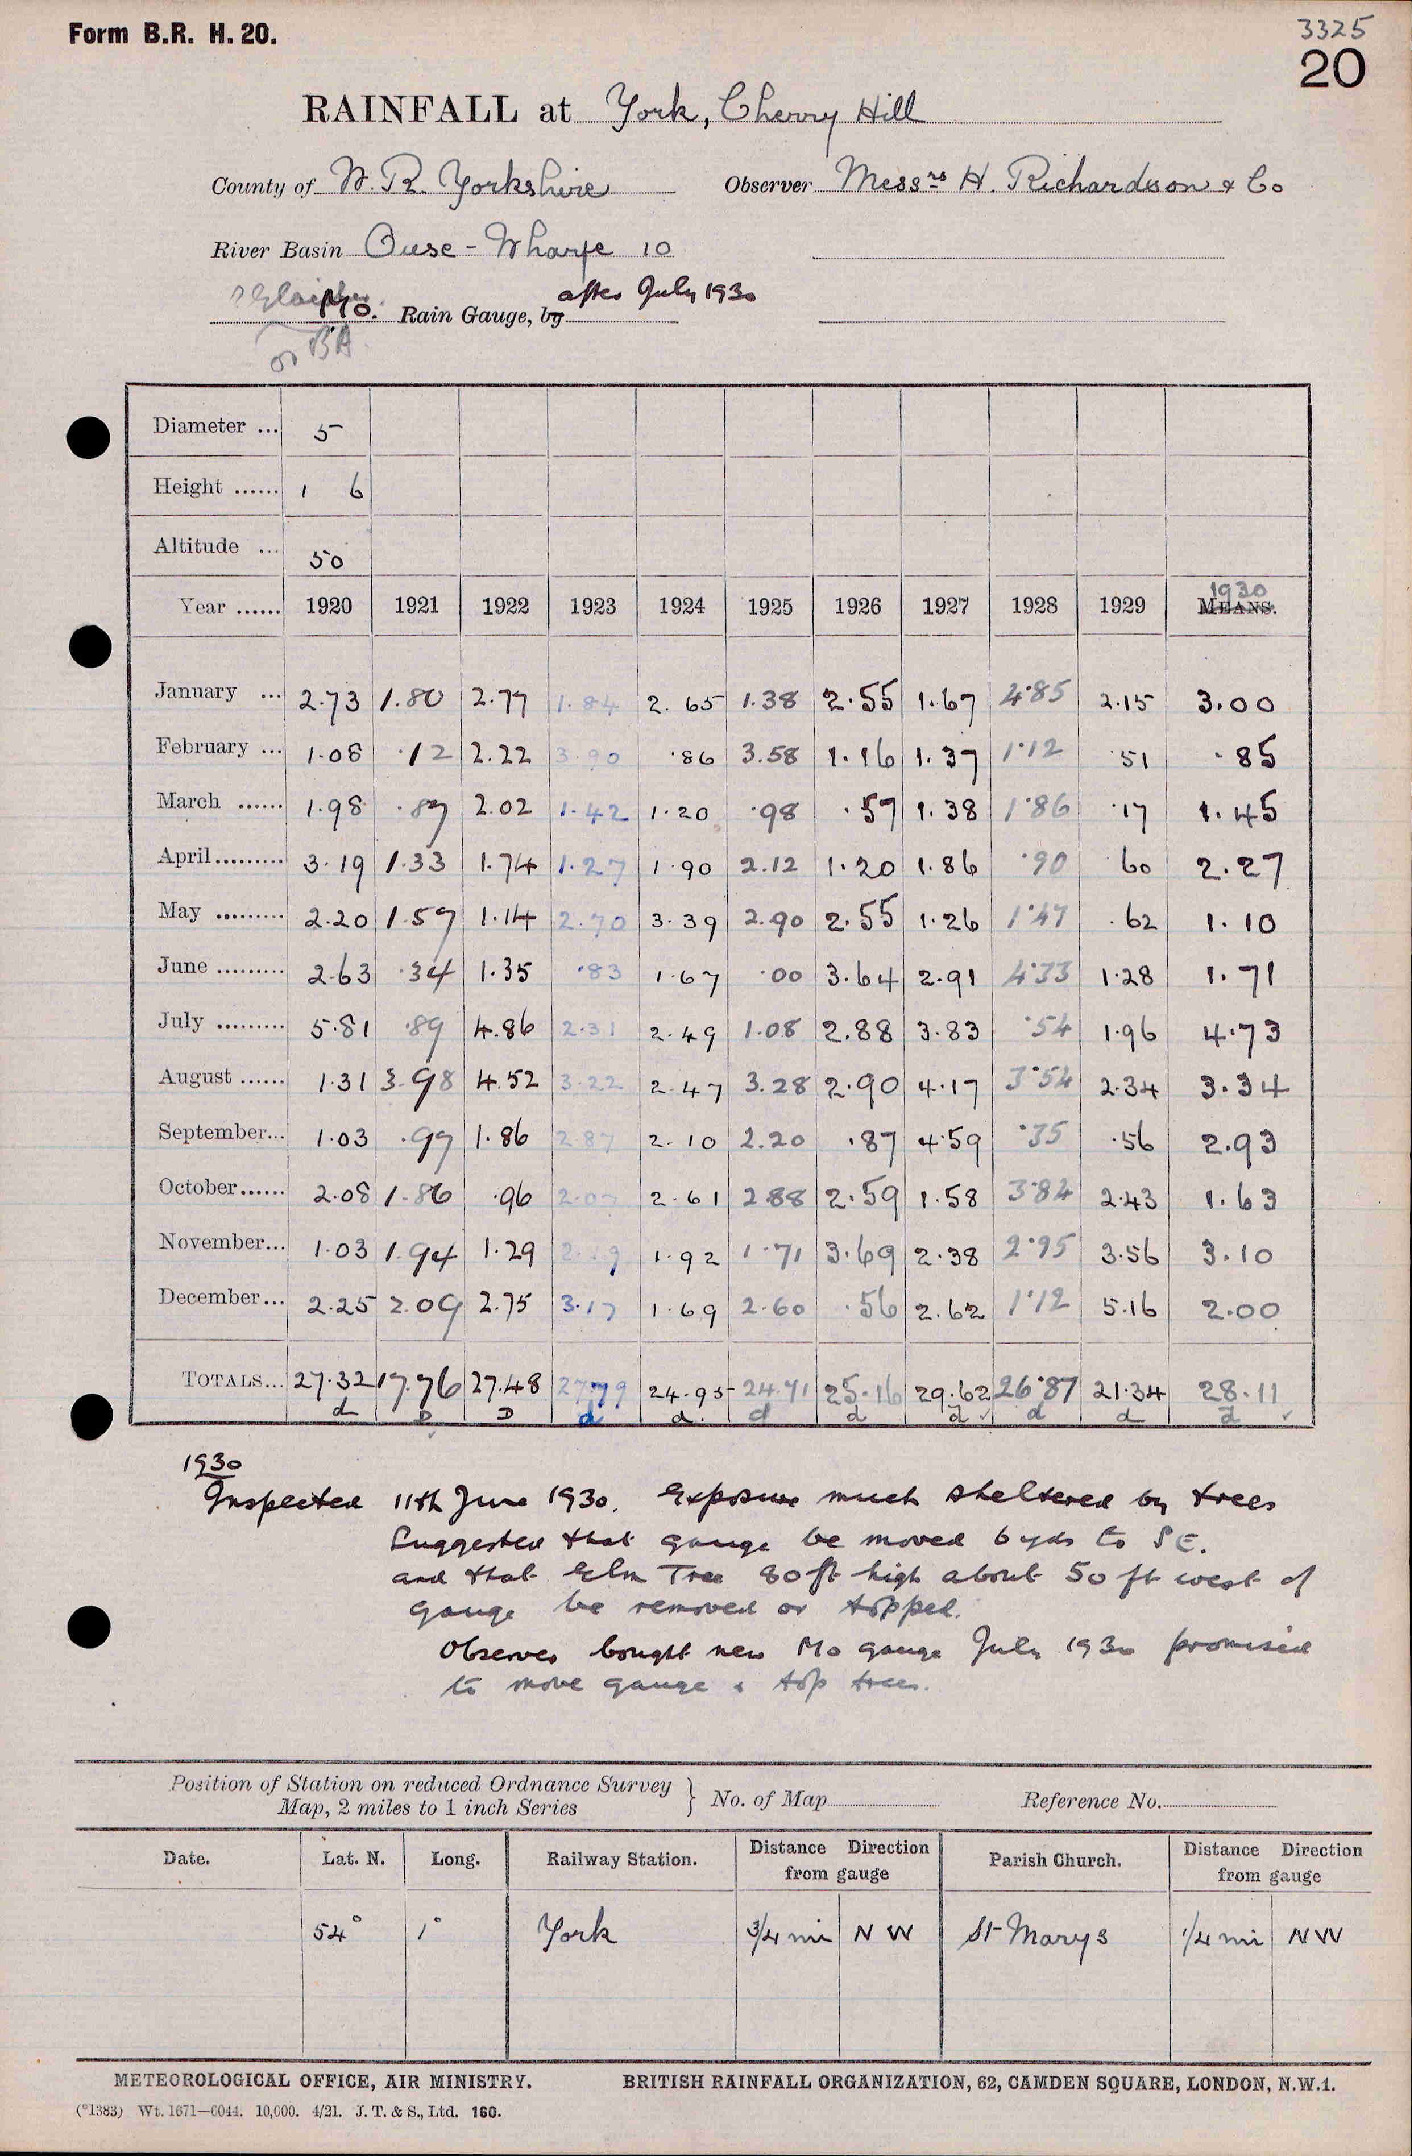 Form B.R. H. 20.
3325
20
RAINFALL at York, Cherry Hill
County of W. R. Yorkshire Observer Messrs H. Richardson & Co
River Basin Ouse - Wharfe 10
Mo. Rain Gauge, by after July 1930
or BA
Diameter ... 5
Height ...... 1 6
Altitude ... 50
Year ...... 1920 1921 1922 1923 1924 1925 1926 1927 1928 1929 MEANS. 1930
January ... 2.73 1.80 2.77 1.84 2.65 1.38 2.55 1.67 4.85 2.15 3.00
February ... 1.08 .12 2.22 3.90 .86 3.58 1.16 1.37 1.12 .51 .85
March ...... 1.98 .87 2.02 1.42 1.20 .98 .57 1.38 1.86 .17 1.45
April ......... 3.19 1.33 1.74 1.27 1.90 2.12 1.20 1.86 .90 .60 2.27
May ......... 2.20 1.57 1.14 2.70 3.39 2.90 2.55 1.26 1.47 .62 1.10
June ......... 2.63 .34 1.35 .83 1.67 .00 3.64 2.91 4.33 1.28 1.71
July ......... 5.81 .89 4.86 2.31 2.49 1.08 2.88 3.83 .54 1.96 4.73
August ...... 1.31 3.98 4.52 3.22 2.47 3.28 2.90 4.17 3.54 2.34 3.34
September... 1.03 .97 1.86 2.87 2.10 2.20 .87 4.59 .35 .56 2.93
October...... 2.08 1.86 .96 2.07 2.61 2.88 2.59 1.58 3.84 2.43 1.63
November... 1.03 1.94 1.29 1.92 1.71 3.69 2.38 2.95 3.56 3.10
December... 2.25 2.09 2.75 3.17 1.69 2.60 .56 2.62 1.12 5.16 2.00
TOTALS... 27.32 17.76 27.48 27.79 24.95 24.71 25.16 29.62 26.87 21.34 28.11
d D D d d d d d d d d
1930
Inspected 11th June 1930. Exposure much sheltered by trees
Suggested that gauge be moved 6 yds to SE.
and that Elm Tree 80 ft high about 50 ft west of
gauge be removed or topped.
Observer bought new Mo gauge July 1930 promised
to move gauge & top trees.
Position of Station on reduced Ordnance Survey
Map, 2 miles to 1 inch Series } No. of Map Reference No.
Date. Lat. N. Long. Railway Station. Distance Direction from gauge Parish Church. Distance Direction from gauge
54° 1° York 3/4 mi N W St Marys 1/4 mi N W
METEOROLOGICAL OFFICE, AIR MINISTRY. BRITISH RAINFALL ORGANIZATION, 62, CAMDEN SQUARE, LONDON, N.W.1.
(*1383) Wt. 1671—6044. 10,000. 4/21. J. T. & S., Ltd. 160.